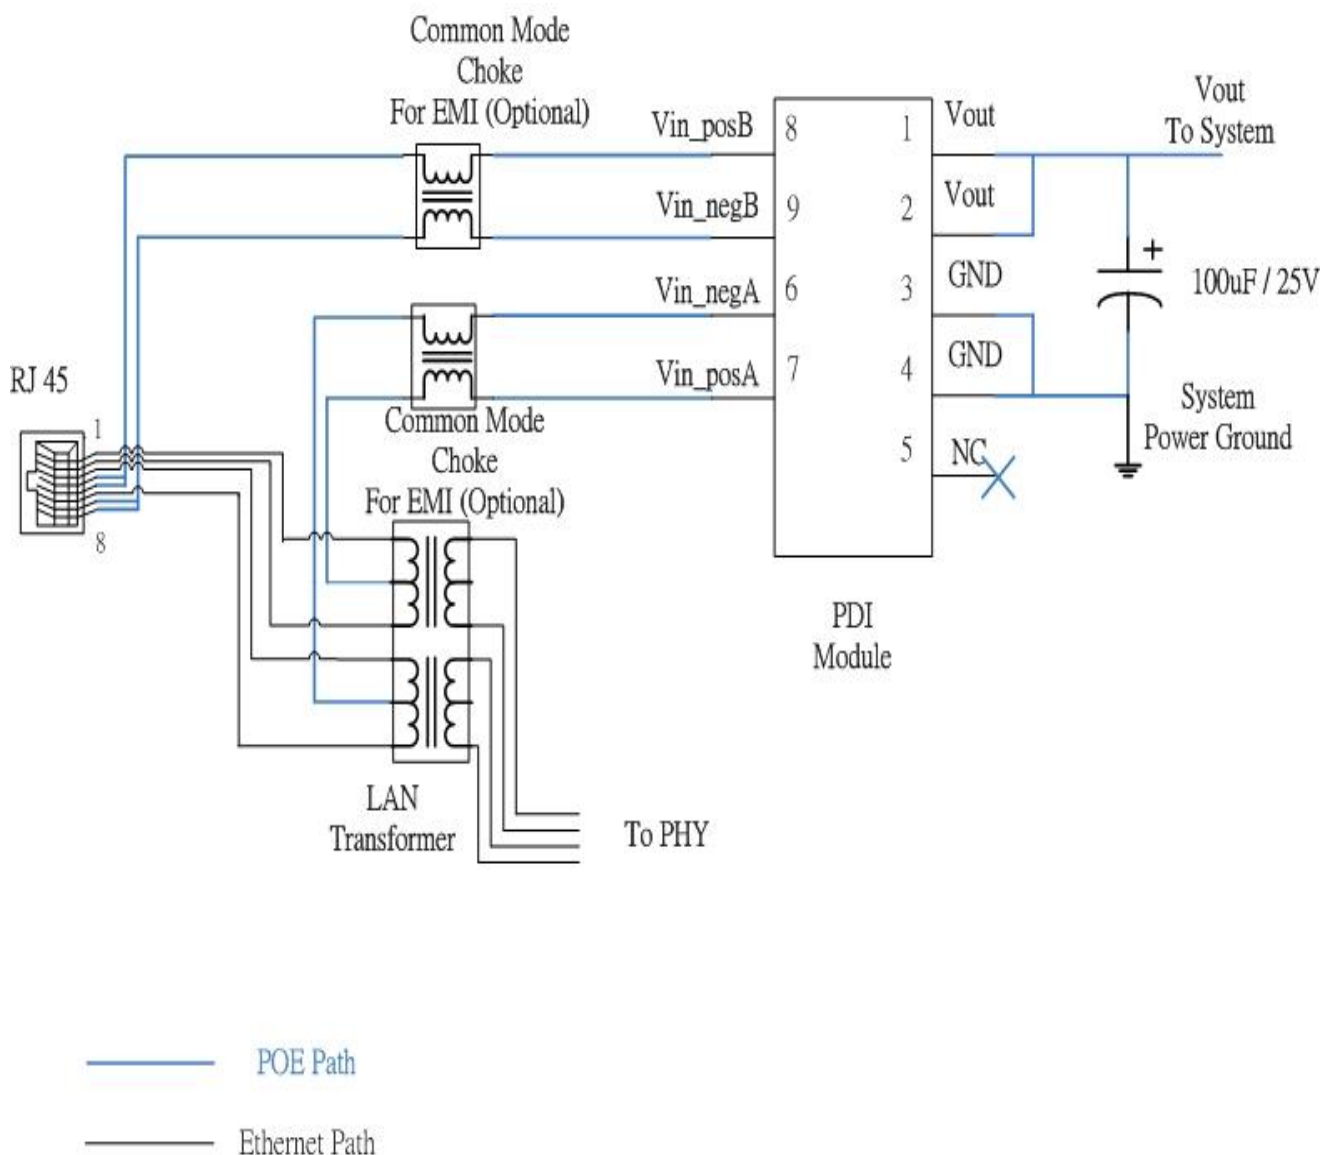 Common Mode
Choke
For EMI (Optional)
Vin_posB
8
1
Vout
Vout
To System
Vin_negB
9
2
Vout
Vin_negA
6
3
GND
100uF / 25V
Vin_posA
7
4
GND
RJ 45
1
8
Common Mode
Choke
For EMI (Optional)
System
Power Ground
5
NC
PDI
Module
LAN
Transformer
To PHY
POE Path
Ethernet Path